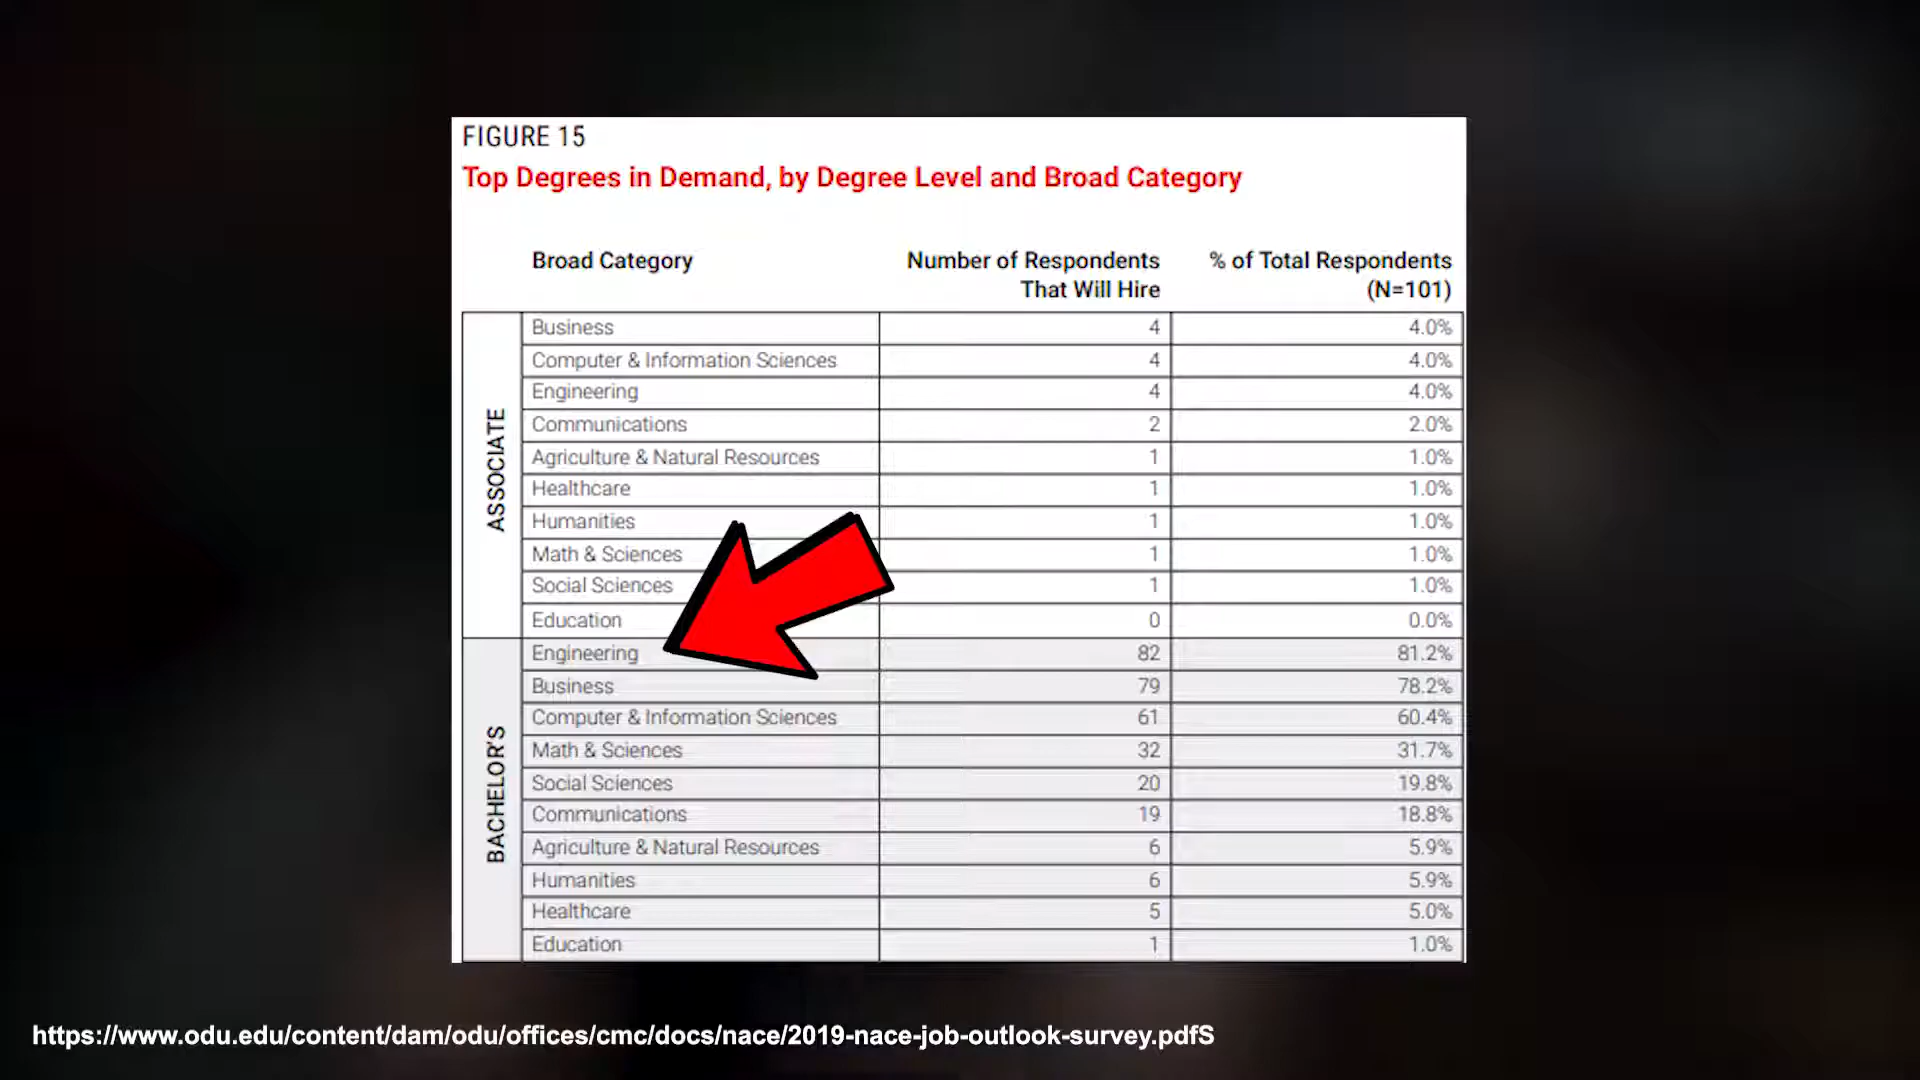 FIGURE 15
Top Degrees in Demand, by Degree Level and Broad Category
Broad Category Number of Respondents That Will Hire % of Total Respondents (N=101)
ASSOCIATE
Business 4 4.0%
Computer & Information Sciences 4 4.0%
Engineering 4 4.0%
Communications 2 2.0%
Agriculture & Natural Resources 1 1.0%
Healthcare 1 1.0%
Humanities 1 1.0%
Math & Sciences 1 1.0%
Social Sciences 1 1.0%
Education 0 0.0%
BACHELOR'S
Engineering 82 81.2%
Business 79 78.2%
Computer & Information Sciences 61 60.4%
Math & Sciences 32 31.7%
Social Sciences 20 19.8%
Communications 19 18.8%
Agriculture & Natural Resources 6 5.9%
Humanities 6 5.9%
Healthcare 5 5.0%
Education 1 1.0%
https://www.odu.edu/content/dam/odu/offices/cmc/docs/nace/2019-nace-job-outlook-survey.pdfS